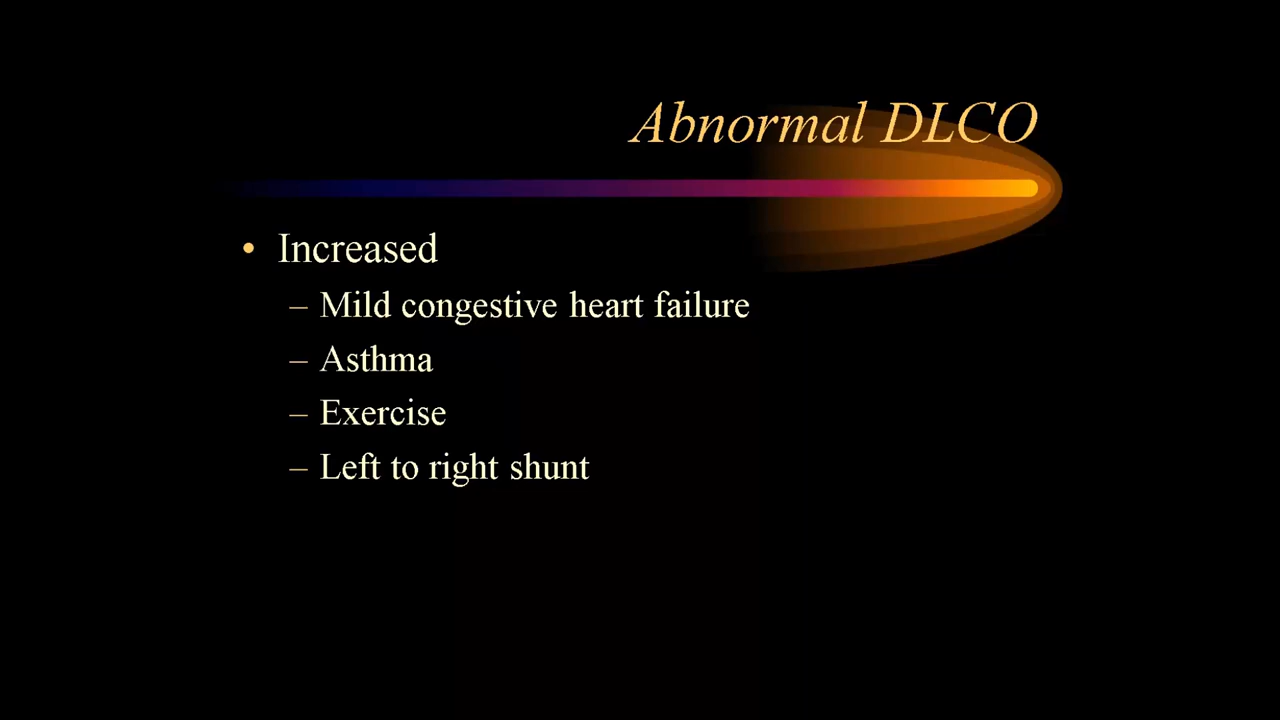 Abnormal DLCO
• Increased
– Mild congestive heart failure
– Asthma
– Exercise
– Left to right shunt